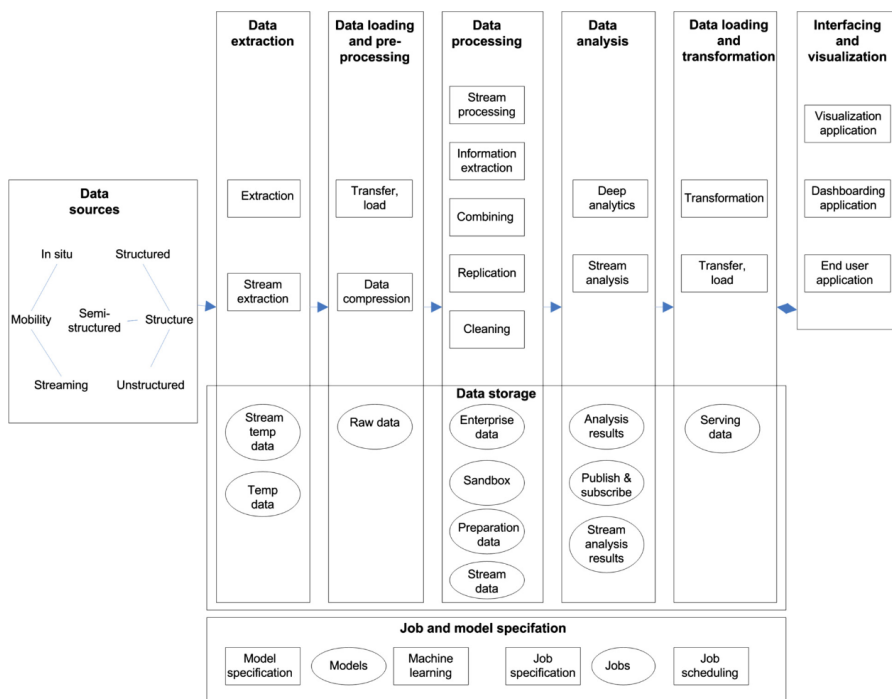 Data
extraction
Data loading
and pre-
processing
Data
processing
Data
analysis
Data loading
and
transformation
Interfacing
and
visualization
Stream
processing
Visualization
application
Information
extraction
Data
sources
Extraction
Transfer,
load
Combining
Deep
analytics
Transformation
Dashboarding
application
In situ
Structured
Stream
extraction
Data
compression
Replication
Stream
analysis
Transfer,
load
End user
application
Mobility
Semi-
structured
Structure
Cleaning
Streaming
Unstructured
Data storage
Stream
temp
data
Raw data
Enterprise
data
Analysis
results
Serving
data
Temp
data
Sandbox
Publish &
subscribe
Preparation
data
Stream
analysis
results
Stream data
Job and model specifation
Model
specification
Models
Machine
learning
Job
specification
Jobs
Job
scheduling